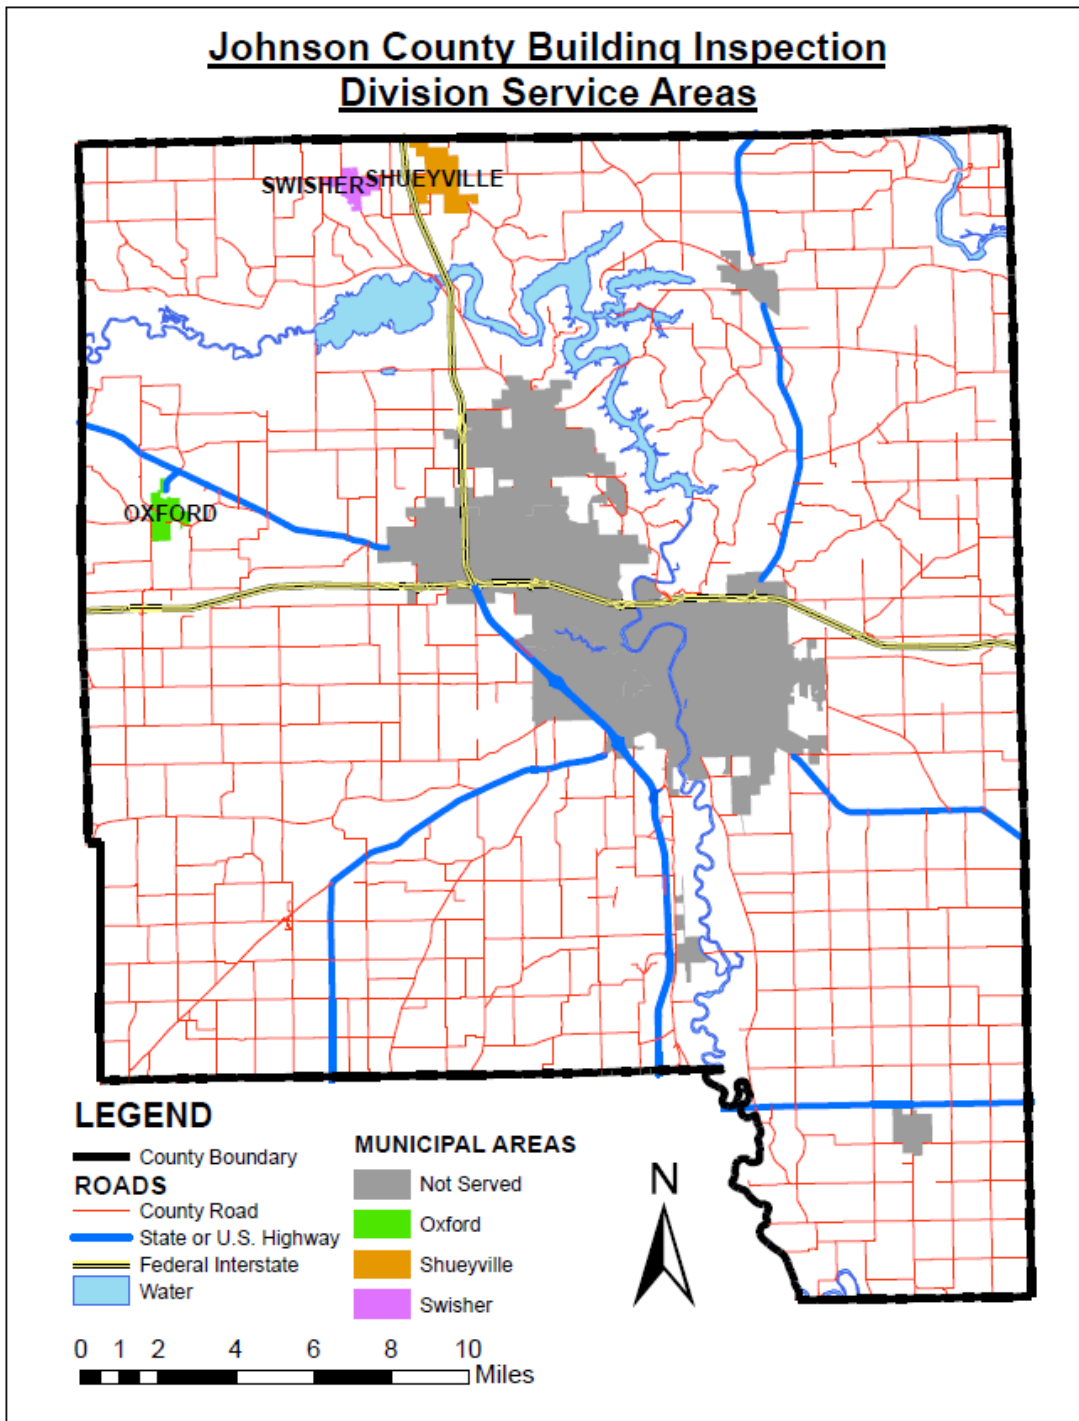 Johnson County Building Inspection
Division Service Areas
SWISHER
SHUEYVILLE
OXFORD
LEGEND
County Boundary
ROADS
County Road
State or U.S. Highway
Federal Interstate
Water
MUNICIPAL AREAS
Not Served
Oxford
Shueyville
Swisher
N
0 1 2 4 6 8 10
Miles